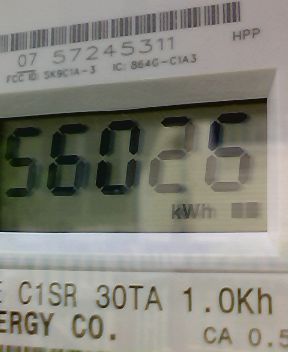 07 57245311
HPP
FCC ID: SK9C1A-3 IC: 864G-C1A3
56026
kWh
C1SR 30TA 1.0Kh
ERGY CO.
CA 0.5